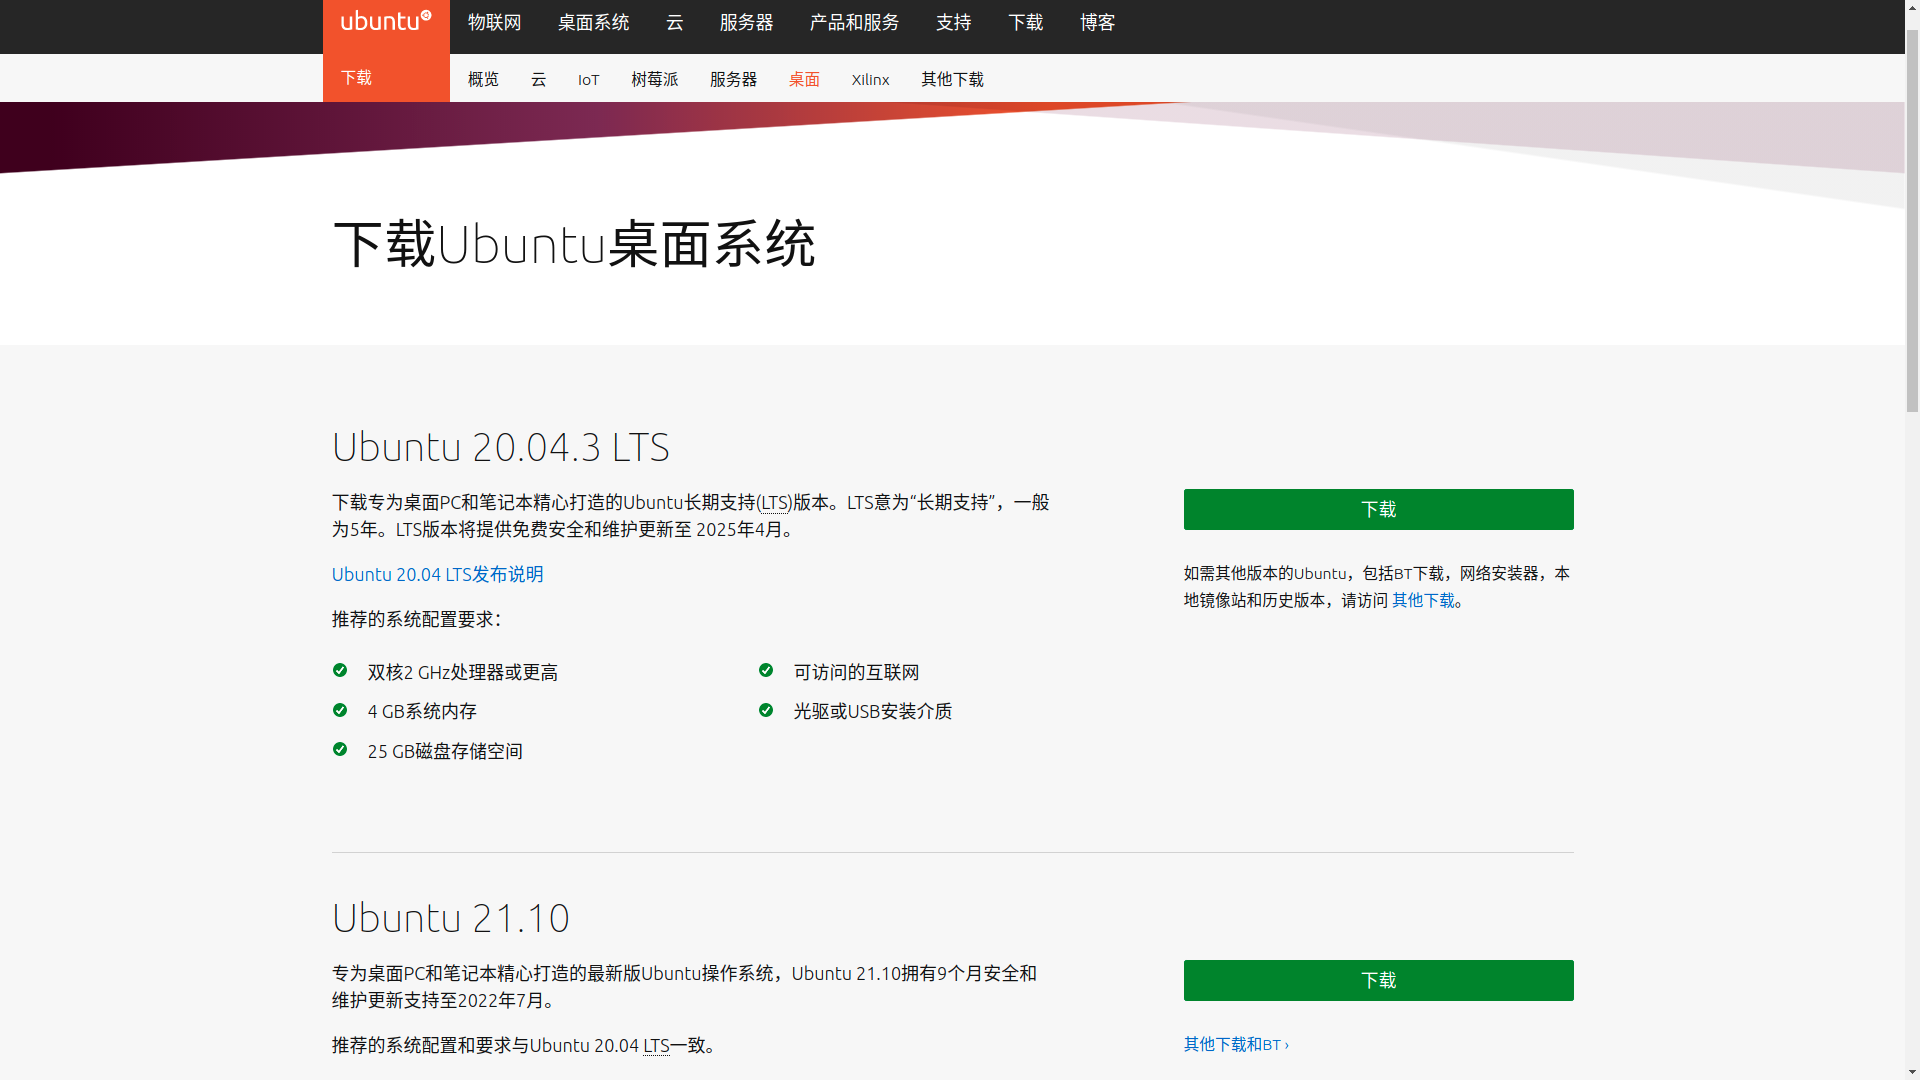 ubuntu 物联网 桌面系统 云 服务器 产品和服务 支持 下载 博客
下载 概览 云 IoT 树莓派 服务器 桌面 Xilinx 其他下载
下载Ubuntu桌面系统
Ubuntu 20.04.3 LTS
下载专为桌面PC和笔记本精心打造的Ubuntu长期支持(LTS)版本。LTS意为“长期支持”，一般
为5年。LTS版本将提供免费安全和维护更新至 2025年4月。
Ubuntu 20.04 LTS发布说明
推荐的系统配置要求：
双核2 GHz处理器或更高
4 GB系统内存
25 GB磁盘存储空间
可访问的互联网
光驱或USB安装介质
下载
如需其他版本的Ubuntu，包括BT下载，网络安装器，本
地镜像站和历史版本，请访问 其他下载。
Ubuntu 21.10
专为桌面PC和笔记本精心打造的最新版Ubuntu操作系统，Ubuntu 21.10拥有9个月安全和
维护更新支持至2022年7月。
推荐的系统配置和要求与Ubuntu 20.04 LTS一致。
下载
其他下载和BT ›